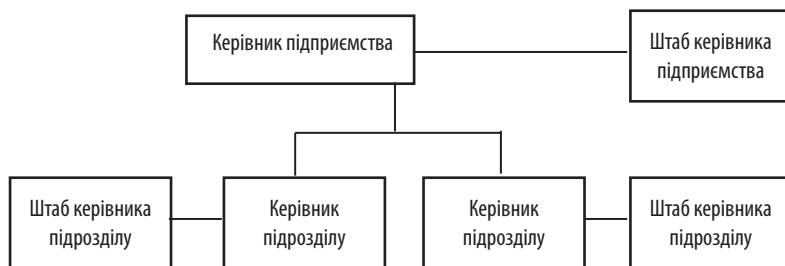 Керівник підприємства
Штаб керівника
підприємства
Штаб керівника
підрозділу
Керівник
підрозділу
Керівник
підрозділу
Штаб керівника
підрозділу